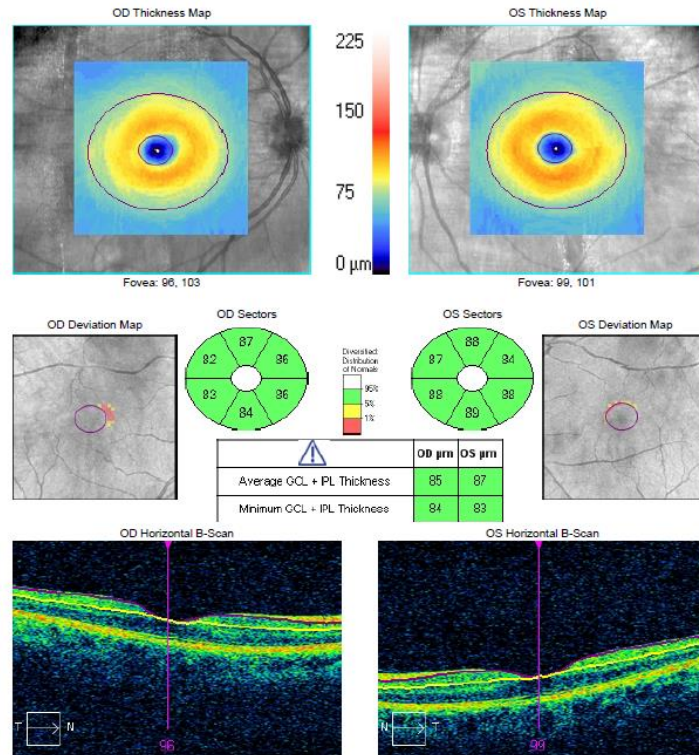 OD Thickness Map
OS Thickness Map
225
150
75
0 µm
Fovea: 96, 103
Fovea: 99, 101
OD Deviation Map
OD Sectors
OS Sectors
OS Deviation Map
87
82
86
83
86
84
Diversified:
Distribution
of Normals
95%
5%
1%
88
87
84
88
88
89
OD µm
OS µm
Average GCL + IPL Thickness
85
87
Minimum GCL + IPL Thickness
84
83
OD Horizontal B-Scan
OS Horizontal B-Scan
T
N
96
N
T
99